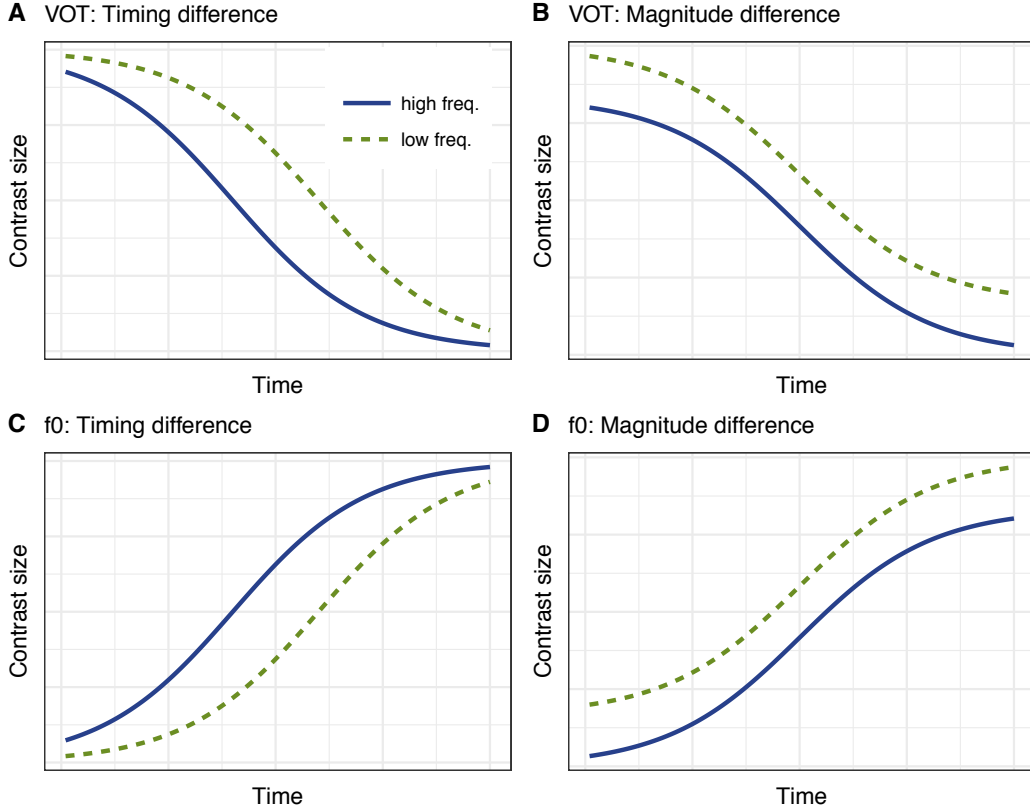 A VOT: Timing difference
B VOT: Magnitude difference
high freq.
low freq.
Contrast size
Contrast size
Time
Time
C f0: Timing difference
D f0: Magnitude difference
Contrast size
Contrast size
Time
Time